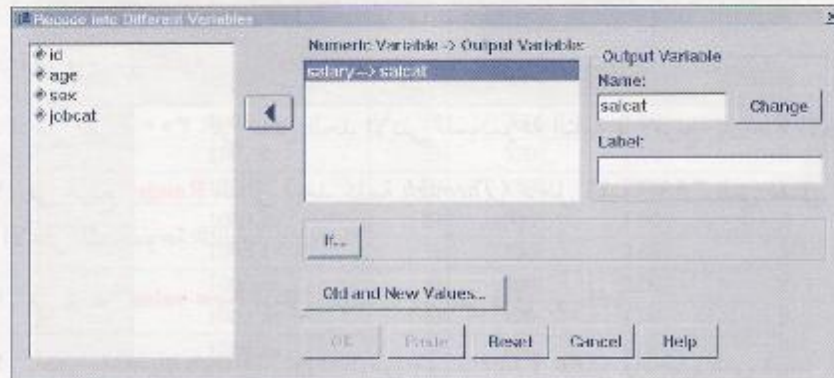 Recode into Different Variables
id
age
sex
jobcat
Numeric Variable -> Output Variable:
salary --> salcat
Output Variable
Name:
salcat
Change
Label:
If...
Old and New Values...
OK
Paste
Reset
Cancel
Help